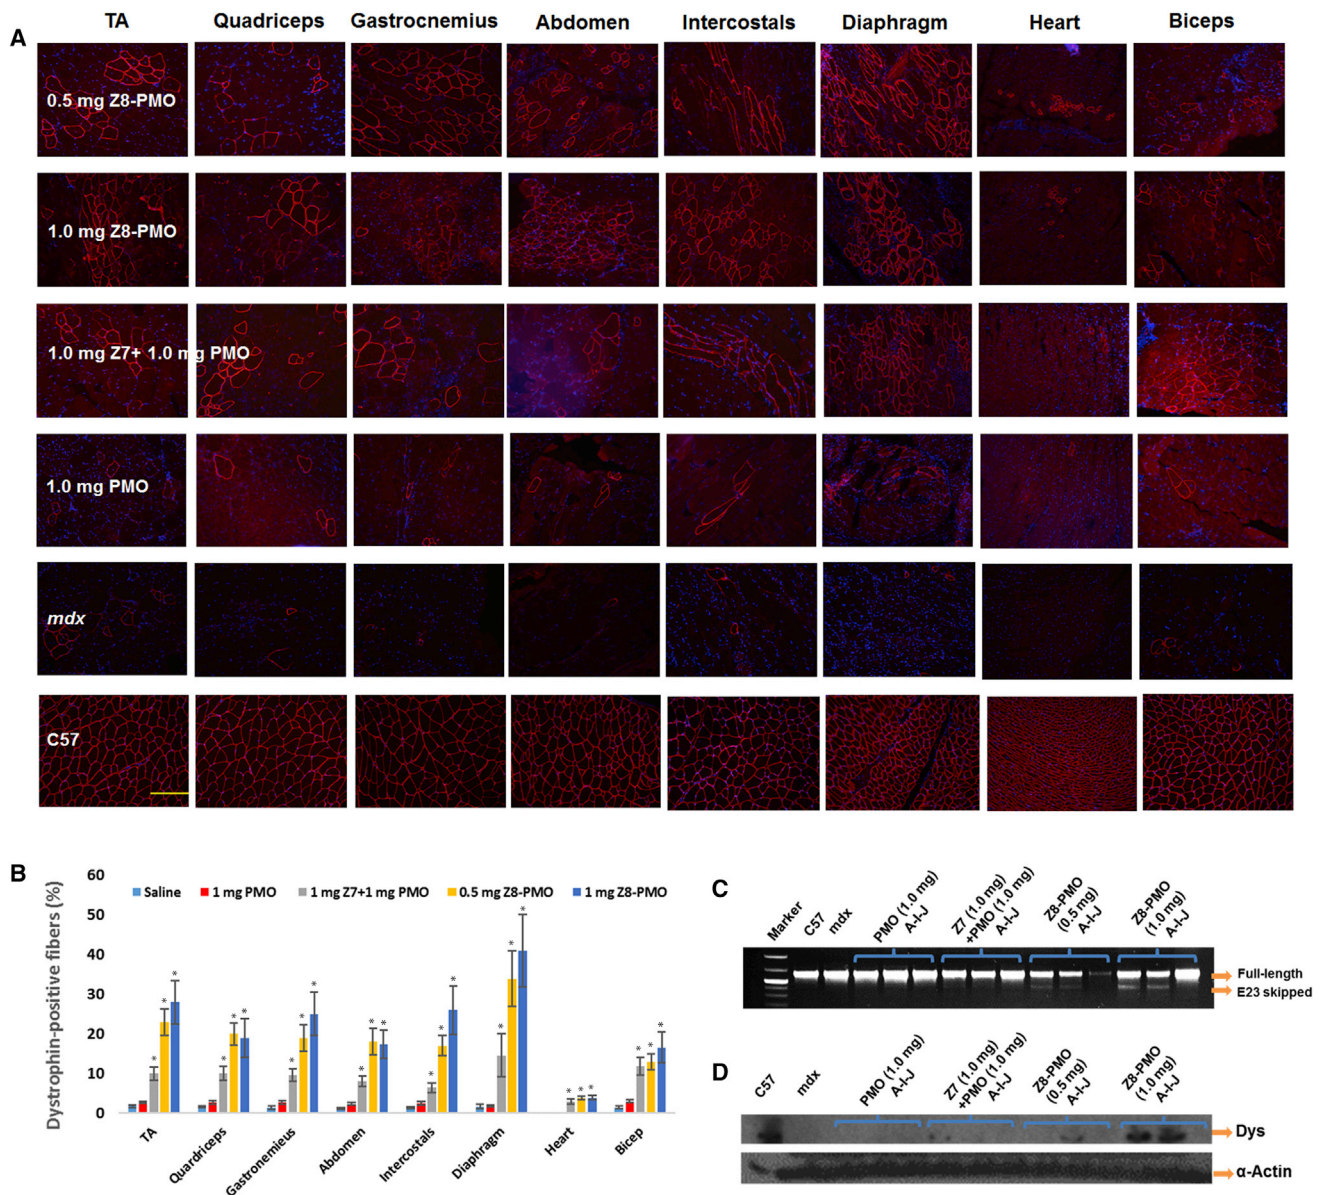 A
TA Quadriceps Gastrocnemius Abdomen Intercostals Diaphragm Heart Biceps
0.5 mg Z8-PMO
1.0 mg Z8-PMO
1.0 mg Z7+ 1.0 mg PMO
1.0 mg PMO
mdx
C57
B
Dystrophin-positive fibers (%)
60
50
40
30
20
10
0
Saline 1 mg PMO 1 mg Z7+1 mg PMO 0.5 mg Z8-PMO 1 mg Z8-PMO
* * * * * * * * * * * * * * * * * * * * * * * *
TA Quardriceps Gastronemieus Abdomen Intercostals Diaphragm Heart Bicep
C
Marker
C57
mdx
PMO (1.0 mg)
A-I-J
Z7 (1.0 mg)
+PMO (1.0 mg)
A-I-J
Z8-PMO
(0.5 mg)
A-I-J
Z8-PMO
(1.0 mg)
A-I-J
Full-length
E23 skipped
D
C57
mdx
PMO (1.0 mg)
A-I-J
Z7 (1.0 mg)
+PMO (1.0 mg)
A-I-J
Z8-PMO
(0.5 mg)
A-I-J
Z8-PMO
(1.0 mg)
A-I-J
Dys
α-Actin